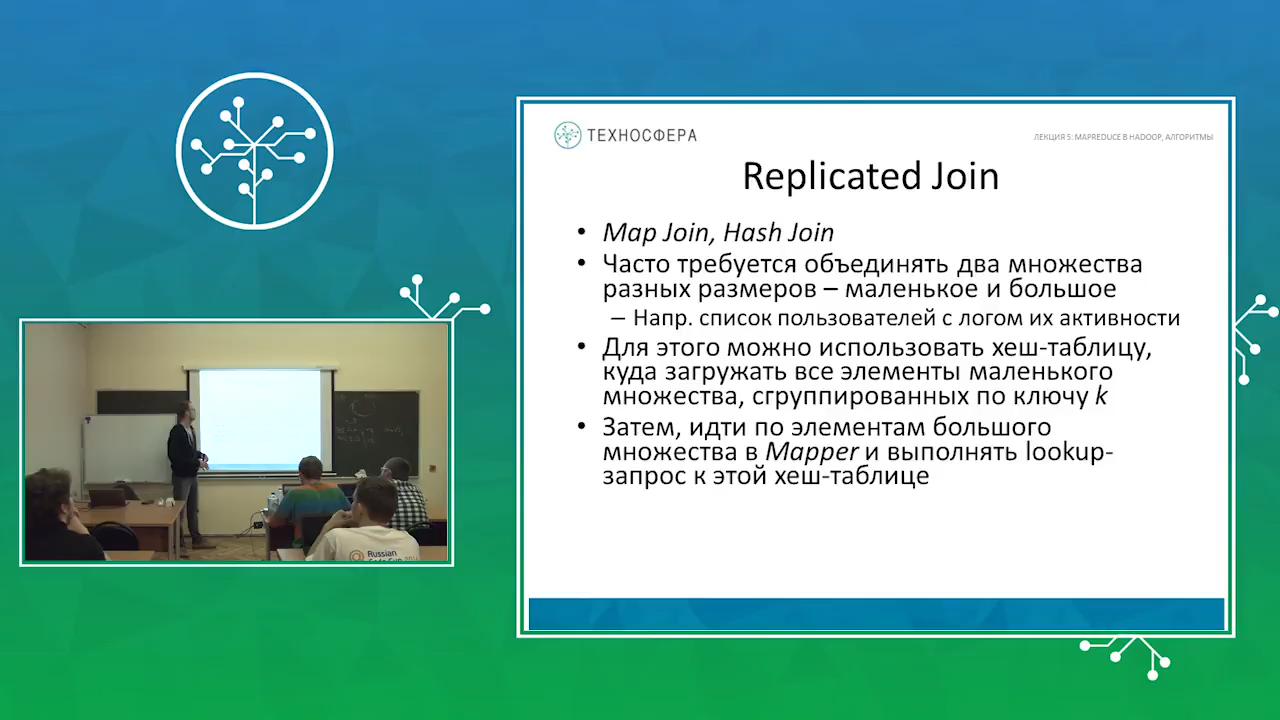 ТЕХНОСФЕРА
ЛЕКЦИЯ 5: MAPREDUCE В HADOOP, АЛГОРИТМЫ
Replicated Join
• Map Join, Hash Join
• Часто требуется объединять два множества
разных размеров – маленькое и большое
– Напр. список пользователей с логом их активности
• Для этого можно использовать хеш-таблицу,
куда загружать все элементы маленького
множества, сгруппированных по ключу k
• Затем, идти по элементам большого
множества в Mapper и выполнять lookup-
запрос к этой хеш-таблице
Russian